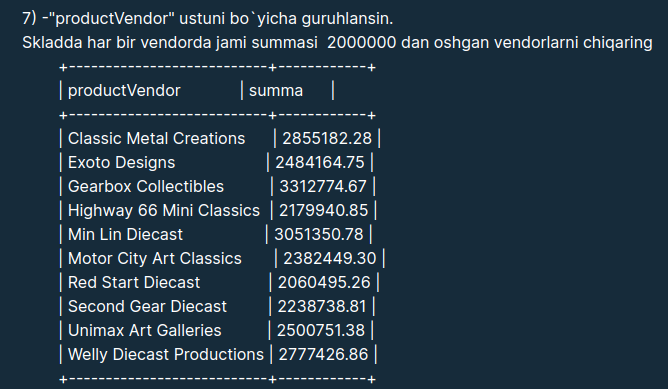 7) -"productVendor" ustuni bo`yicha guruhlansin.
Skladda har bir vendorda jami summasi  2000000 dan oshgan vendorlarni chiqaring
+---------------------------+------------+
| productVendor | summa |
+---------------------------+------------+
| Classic Metal Creations | 2855182.28 |
| Exoto Designs | 2484164.75 |
| Gearbox Collectibles | 3312774.67 |
| Highway 66 Mini Classics | 2179940.85 |
| Min Lin Diecast | 3051350.78 |
| Motor City Art Classics | 2382449.30 |
| Red Start Diecast | 2060495.26 |
| Second Gear Diecast | 2238738.81 |
| Unimax Art Galleries | 2500751.38 |
| Welly Diecast Productions | 2777426.86 |
+---------------------------+------------+